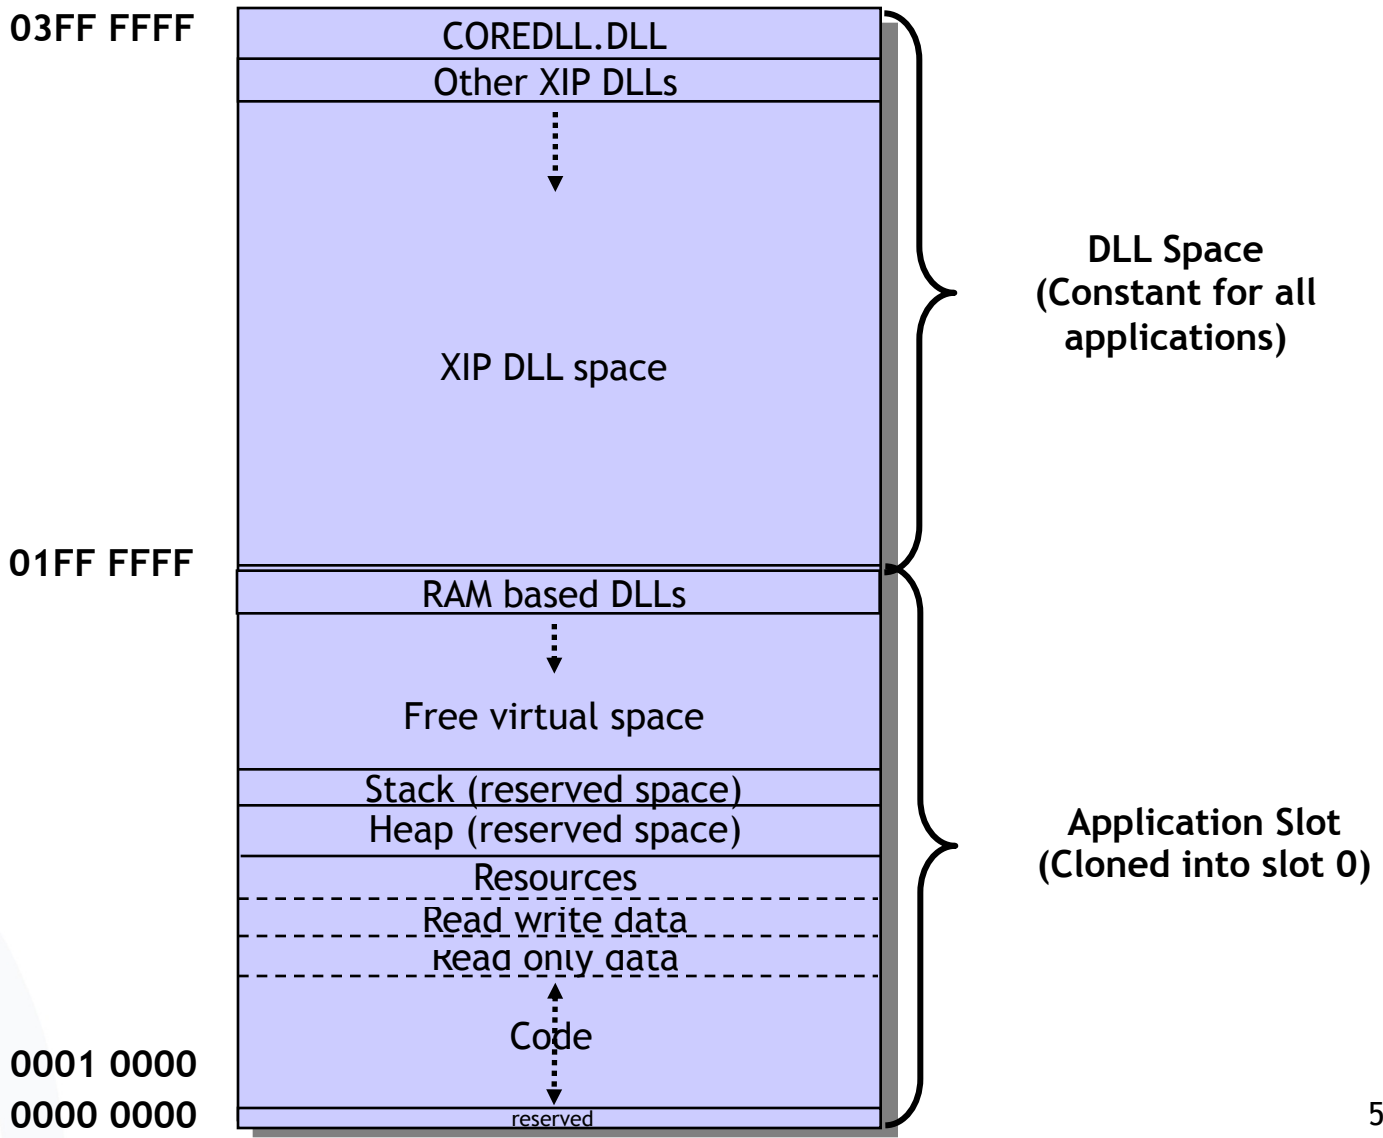 03FF FFFF
COREDLL.DLL
Other XIP DLLs
DLL Space
(Constant for all
applications)
XIP DLL space
01FF FFFF
RAM based DLLs
Free virtual space
Stack (reserved space)
Heap (reserved space)
Application Slot
(Cloned into slot 0)
Resources
Read write data
Read only data
Code
0001 0000
0000 0000
reserved
5